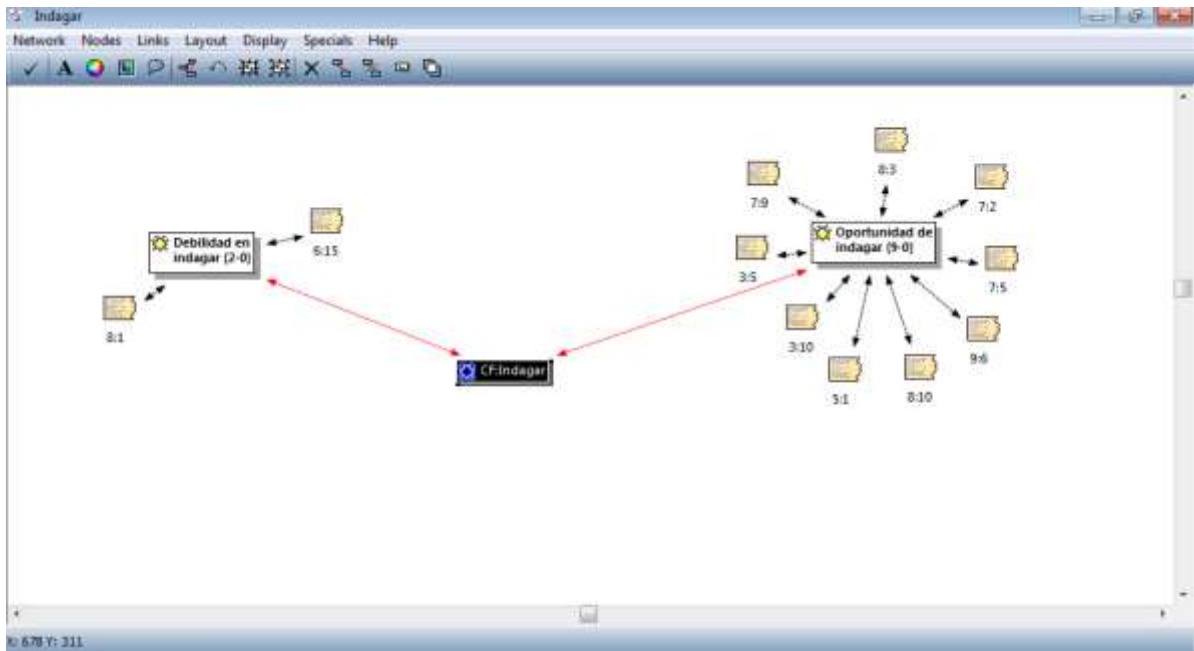 Indagar
Network Nodes Links Layout Display Specials Help
A
8:3
7:9
7:2
Debilidad en
indagar {2-0}
6:15
Oportunidad de
indagar {9-0}
3:5
7:5
8:1
3:10
9:6
CF:Indagar
5:1
8:10
X: 678 Y: 311